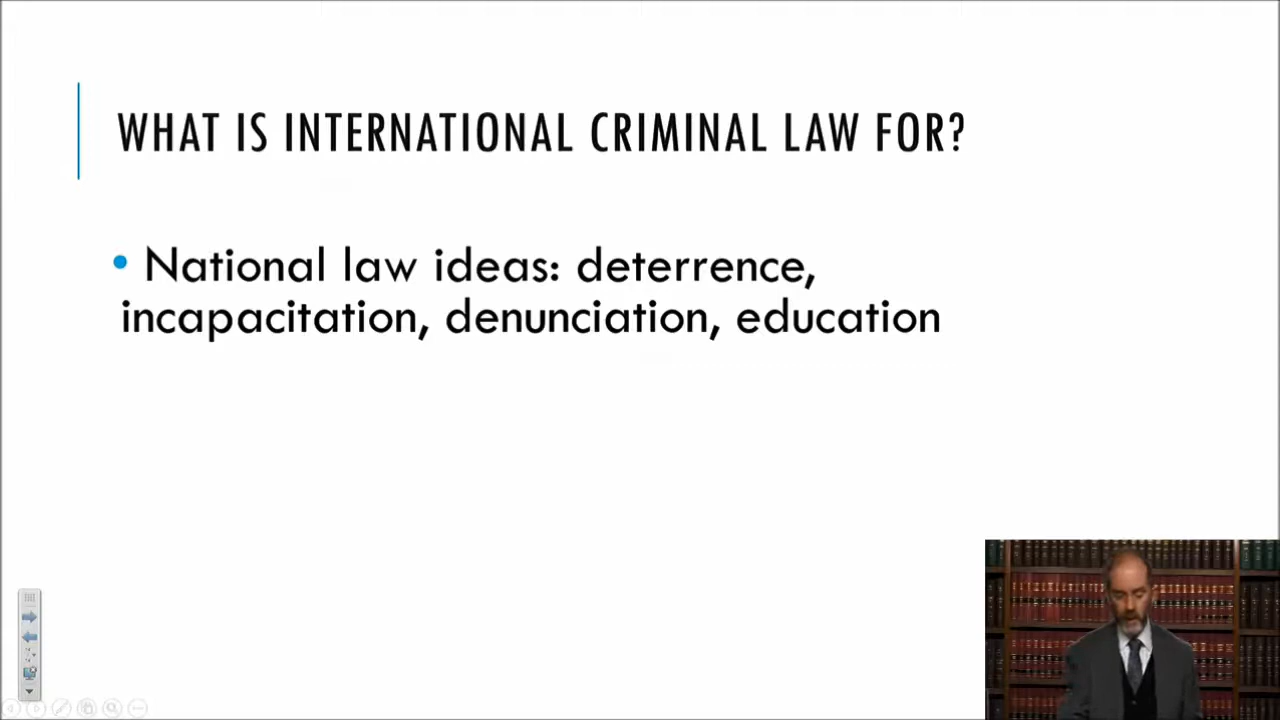 WHAT IS INTERNATIONAL CRIMINAL LAW FOR?
• National law ideas: deterrence,
incapacitation, denunciation, education